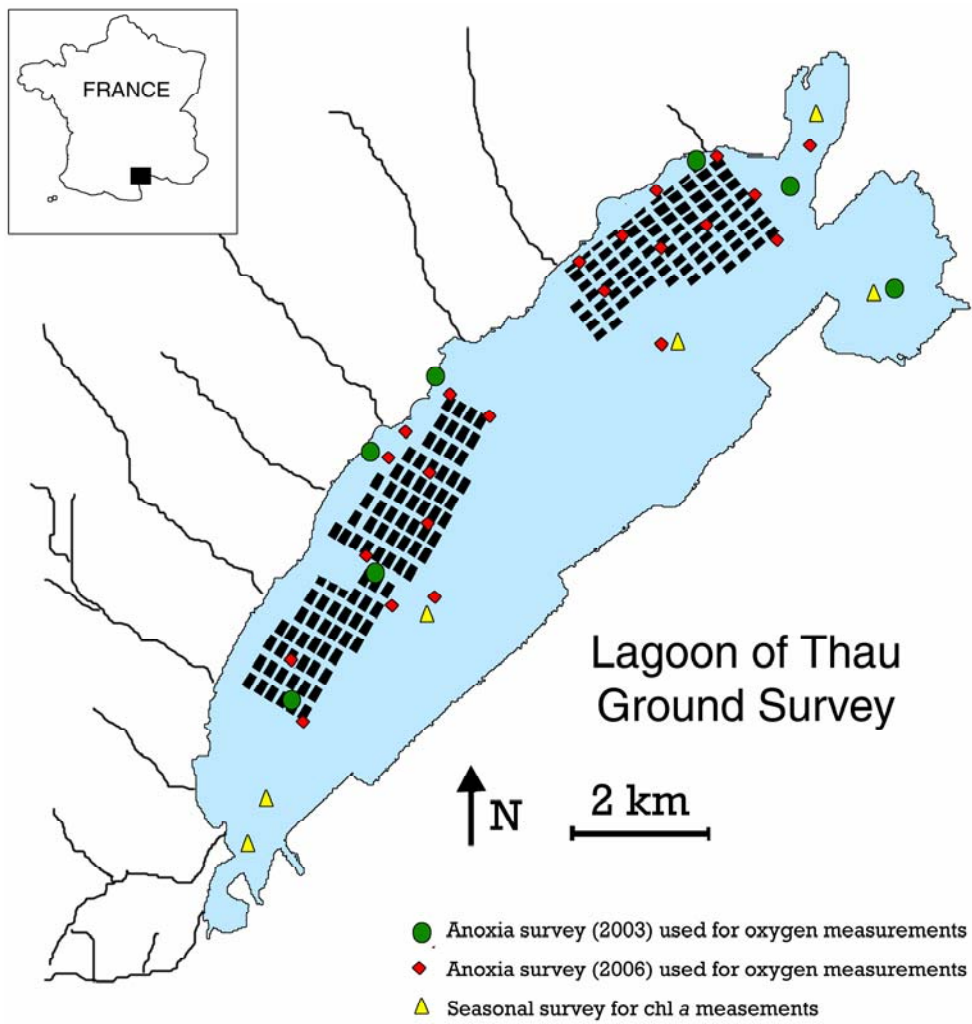 FRANCE
Lagoon of Thau
Ground Survey
N
2 km
Anoxia survey (2003) used for oxygen measurements
Anoxia survey (2006) used for oxygen measurements
Seasonal survey for chl a measements